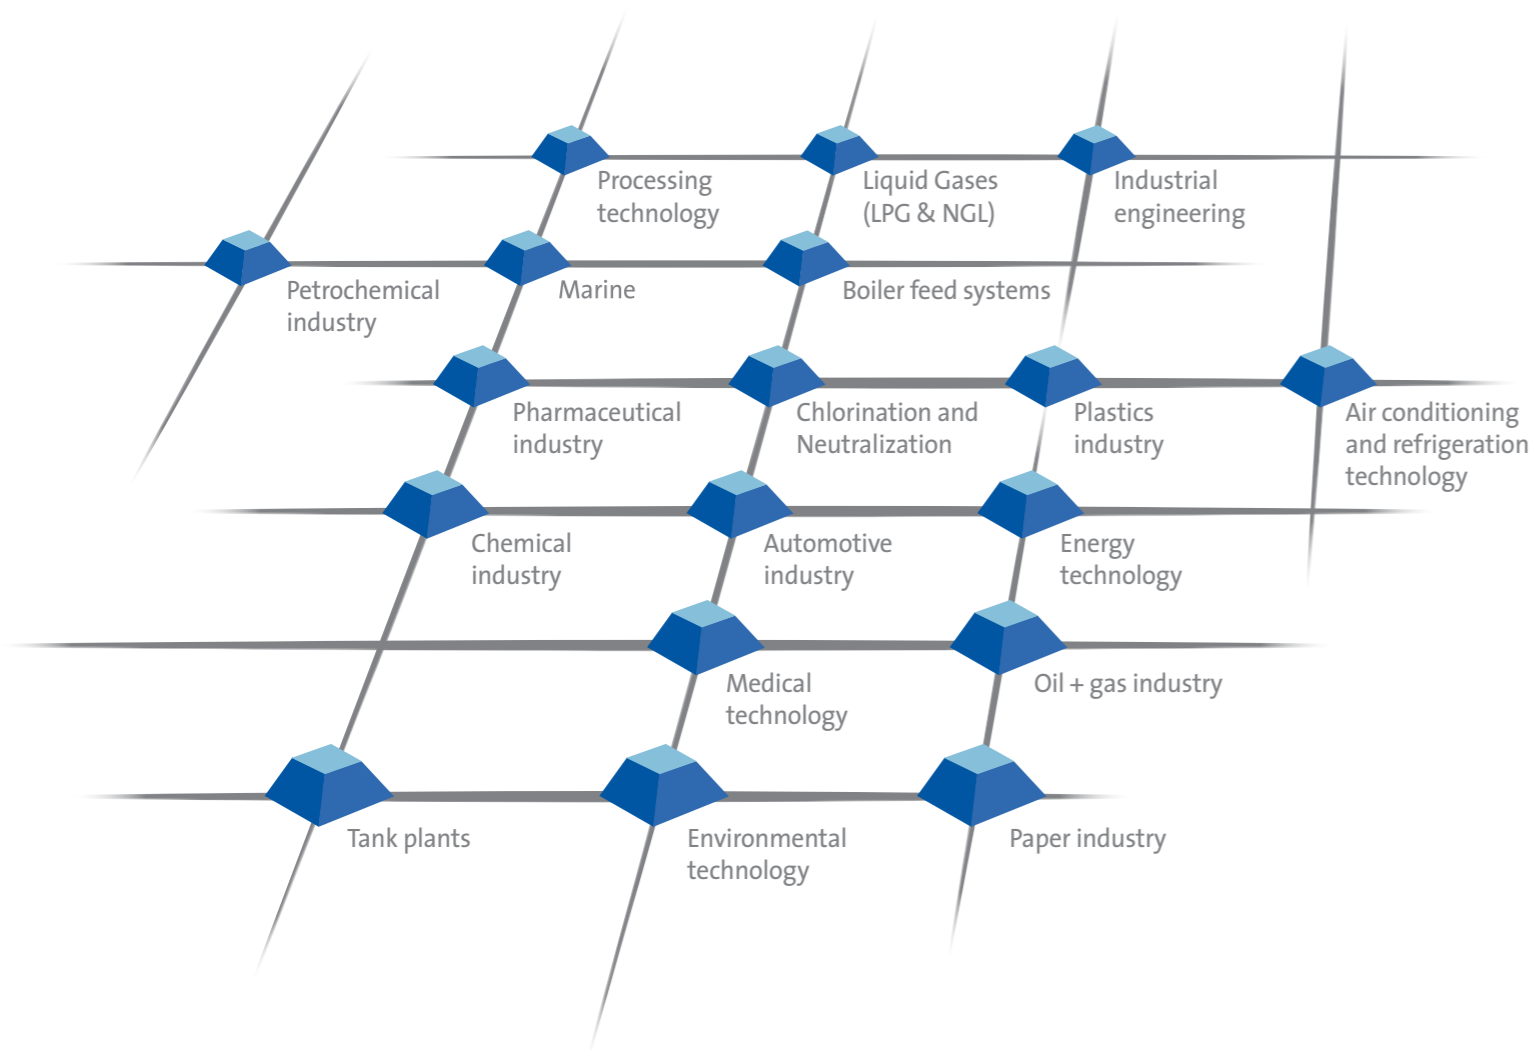 Processing
technology
Liquid Gases
(LPG & NGL)
Industrial
engineering
Petrochemical
industry
Marine
Boiler feed systems
Pharmaceutical
industry
Chlorination and
Neutralization
Plastics
industry
Air conditioning
and refrigeration
technology
Chemical
industry
Automotive
industry
Energy
technology
Medical
technology
Oil + gas industry
Tank plants
Environmental
technology
Paper industry